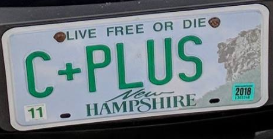 LIVE FREE OR DIE
C+PLUS
11
2018
New
HAMPSHIRE